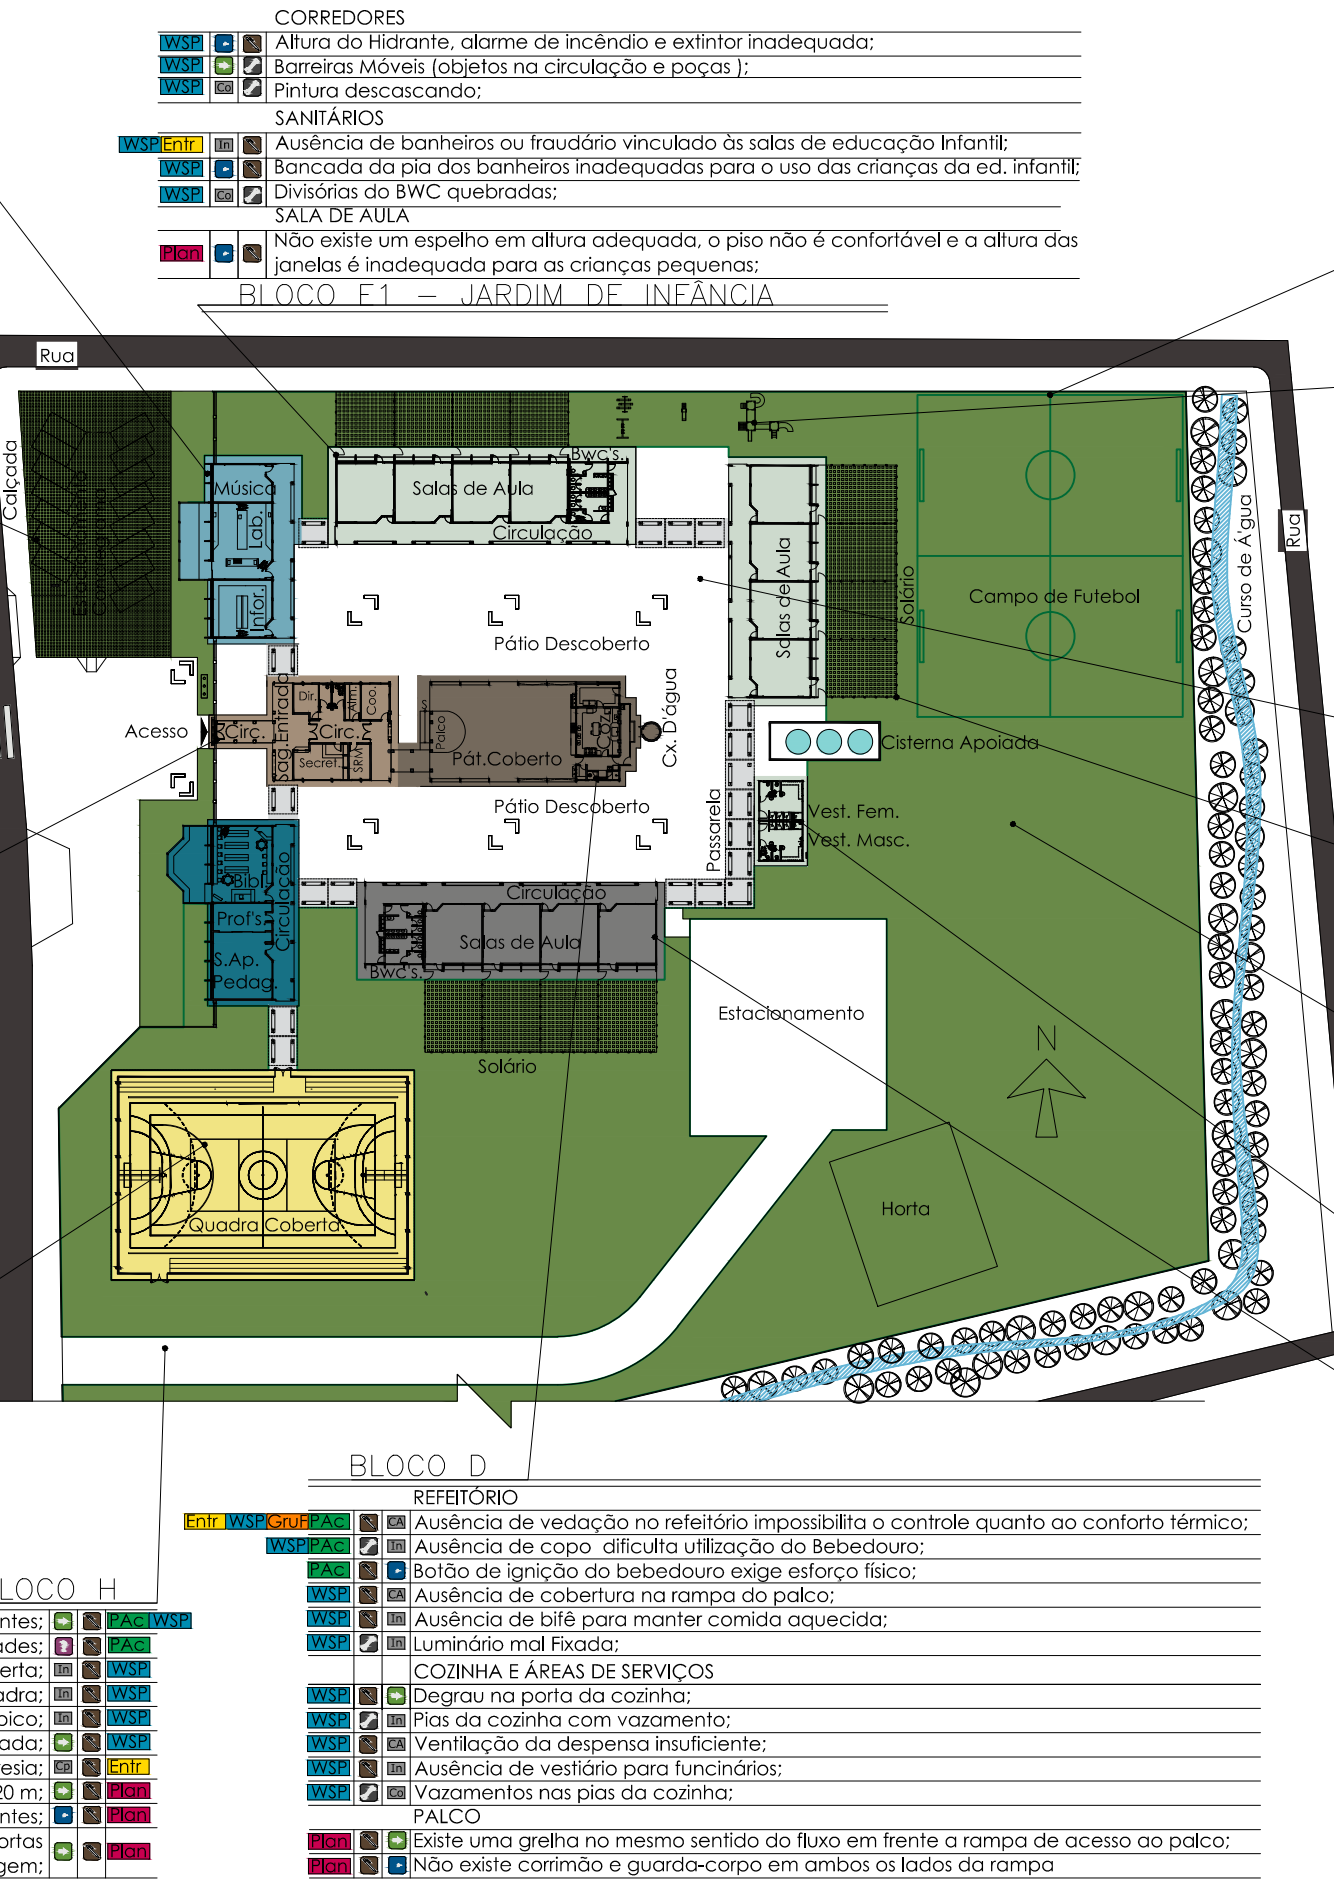 CORREDORES
WSP Altura do Hidrante, alarme de incêndio e extintor inadequada;
WSP Barreiras Móveis (objetos na circulação e poças );
WSP Co Pintura descascando;
SANITÁRIOS
WSP Entr In Ausência de banheiros ou fraudário vinculado às salas de educação Infantil;
WSP Bancada da pia dos banheiros inadequadas para o uso das crianças da ed. infantil;
WSP Co Divisórias do BWC quebradas;
SALA DE AULA
Plan Não existe um espelho em altura adequada, o piso não é confortável e a altura das
janelas é inadequada para as crianças pequenas;
BLOCO E1 – JARDIM DE INFÂNCIA
Rua
Calçada
Estacionamento
Música
Lab.
Infor.
Salas de Aula
Bwc's.
Circulação
Salas de Aula
Solário
Campo de Futebol
Curso de Água
Rua
Pátio Descoberto
Acesso
Circ.
Sag.Entrada
Dir.
Alm.
Coo.
Circ.
Secret.
SRM
Palco
Pát.Coberto
Coz.
Cx. D'água
Cisterna Apoiada
Pátio Descoberto
Passarela
Vest. Fem.
Vest. Masc.
Bibl.
Circulação
Prof's
S.Ap.
Pedag.
Circulação
Salas de Aula
Bwc's.
Solário
Estacionamento
N
Horta
Quadra Coberta
BLOCO D
REFEITÓRIO
Entr WSP GruF PAc CA Ausência de vedação no refeitório impossibilita o controle quanto ao conforto térmico;
WSP PAc In Ausência de copo dificulta utilização do Bebedouro;
PAc Botão de ignição do bebedouro exige esforço físico;
WSP CA Ausência de cobertura na rampa do palco;
WSP In Ausência de bifê para manter comida aquecida;
WSP In Luminário mal Fixada;
COZINHA E ÁREAS DE SERVIÇOS
WSP Degrau na porta da cozinha;
WSP In Pias da cozinha com vazamento;
WSP CA Ventilação da despensa insuficiente;
WSP In Ausência de vestiário para funcinários;
WSP Co Vazamentos nas pias da cozinha;
PALCO
Plan Existe uma grelha no mesmo sentido do fluxo em frente a rampa de acesso ao palco;
Plan Não existe corrimão e guarda-corpo em ambos os lados da rampa
LOCO H
ntes; PAc WSP
ades; PAc
erta; In WSP
adra; In WSP
pico; In WSP
ada; WSP
esia; Cp Entr
20 m; Plan
ntes; Plan
ortas
gem; Plan